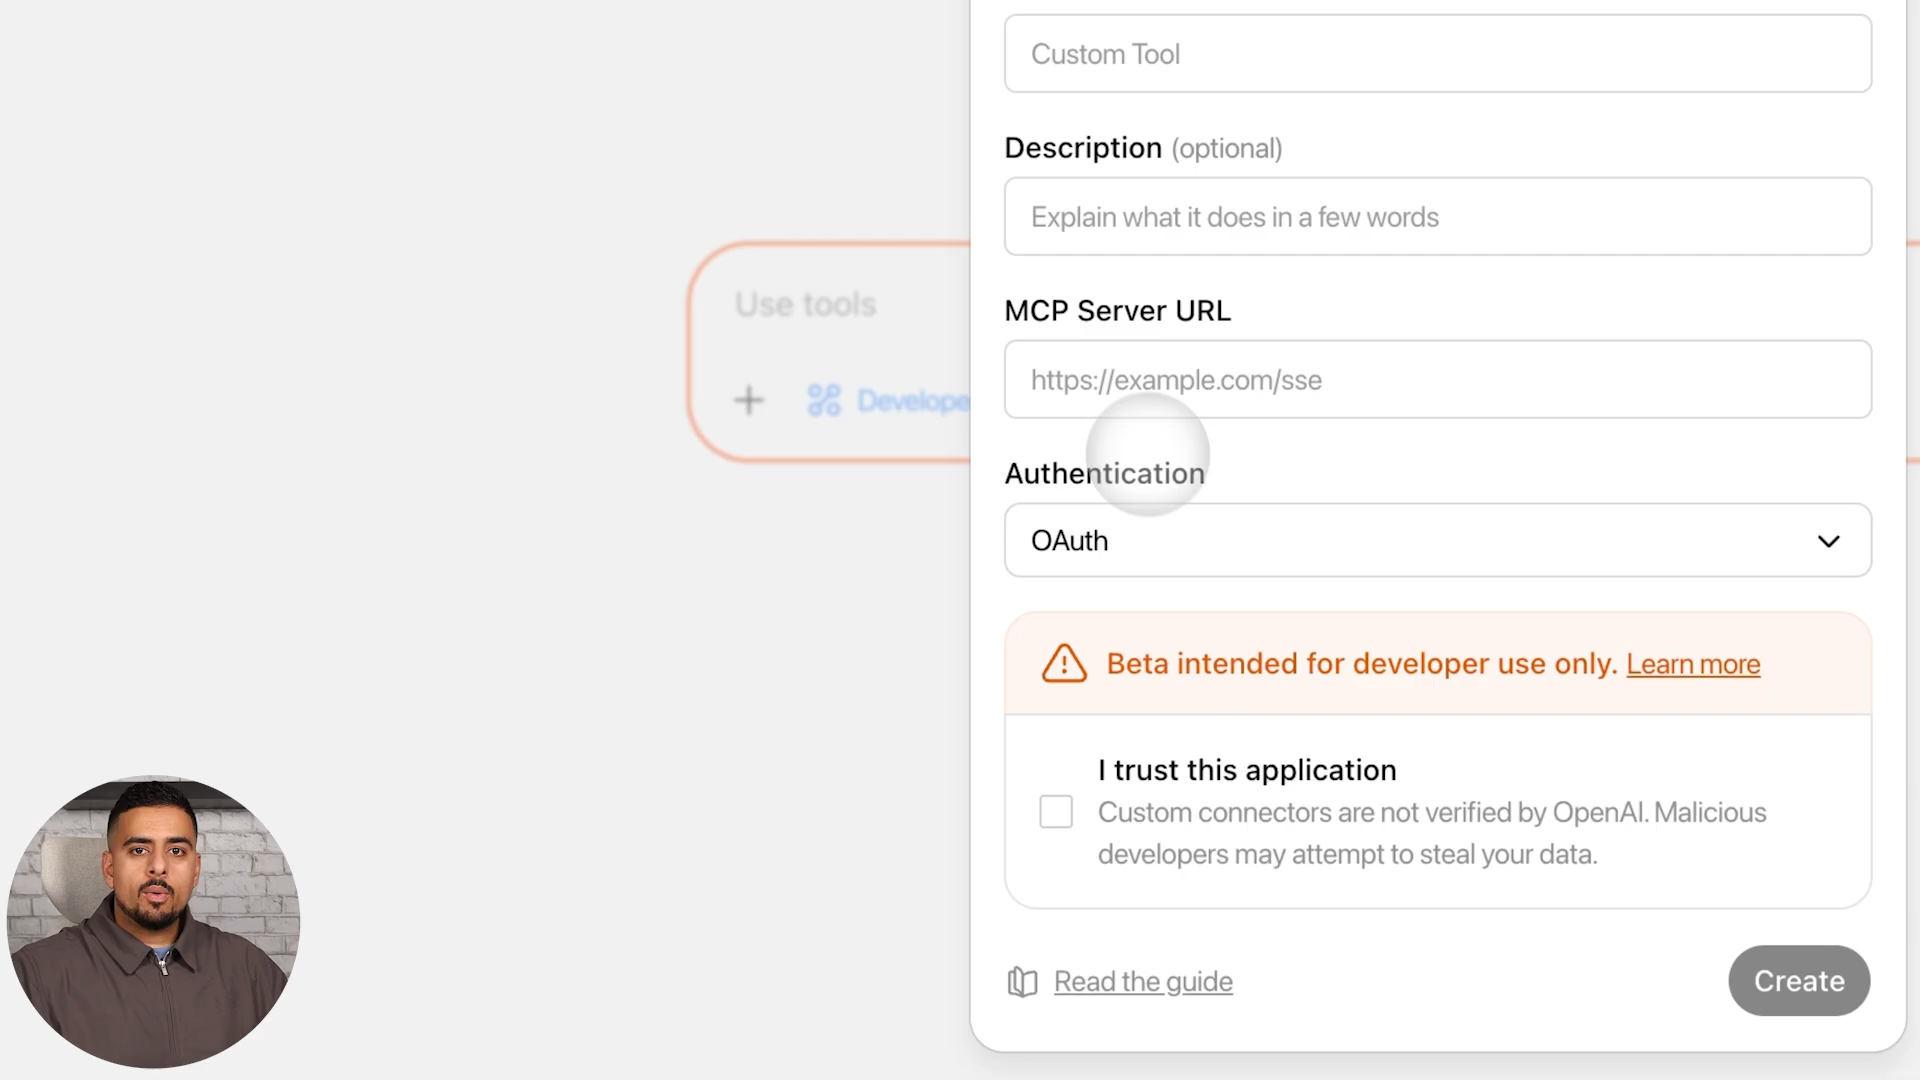 Custom Tool
Description (optional)
Explain what it does in a few words
Use tools
Develope
MCP Server URL
https://example.com/sse
Authentication
OAuth
Beta intended for developer use only. Learn more
I trust this application
Custom connectors are not verified by OpenAI. Malicious
developers may attempt to steal your data.
Read the guide
Create